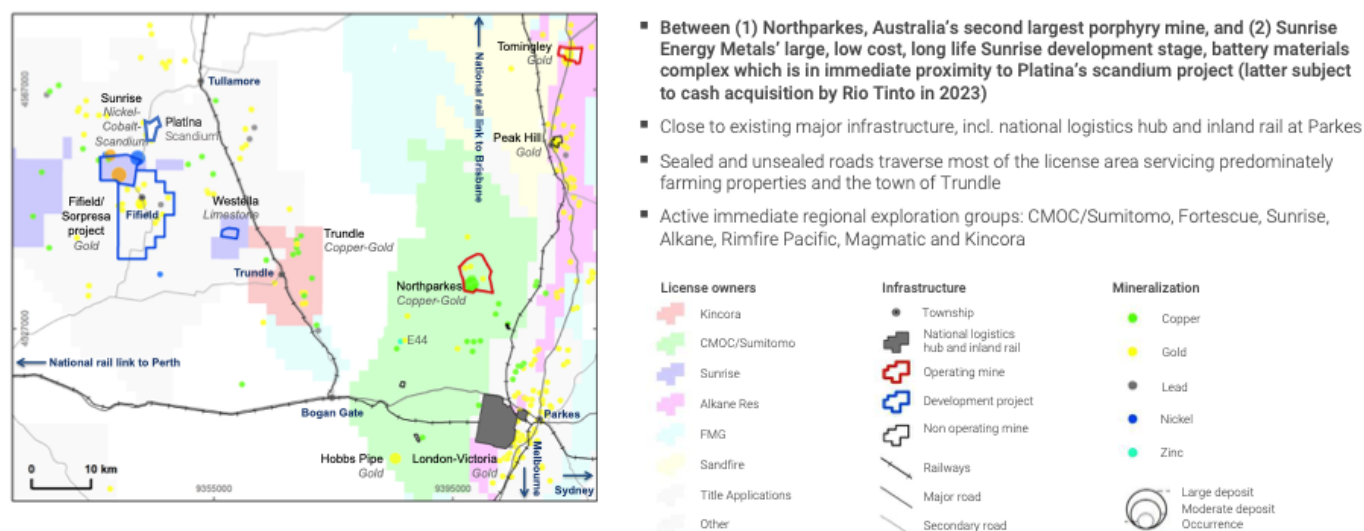 Tomingley
Gold
National rail link to Brisbane
Tullamore
Sunrise
Nickel-
Cobalt-
Scandium
Platina
Scandium
Peak Hill
Gold
Fifield/
Sorpresa
project
Gold
Fifield
Westella
Limestone
Trundle
Copper-Gold
Trundle
Northparkes
Copper-Gold
E44
National rail link to Perth
Bogan Gate
Parkes
Hobbs Pipe
Gold
London-Victoria
Gold
Melbourne
Sydney
0 10 km
9355000
9395000
■ Between (1) Northparkes, Australia's second largest porphyry mine, and (2) Sunrise
Energy Metals' large, low cost, long life Sunrise development stage, battery materials
complex which is in immediate proximity to Platina's scandium project (latter subject
to cash acquisition by Rio Tinto in 2023)
■ Close to existing major infrastructure, incl. national logistics hub and inland rail at Parkes
■ Sealed and unsealed roads traverse most of the license area servicing predominately
farming properties and the town of Trundle
■ Active immediate regional exploration groups: CMOC/Sumitomo, Fortescue, Sunrise,
Alkane, Rimfire Pacific, Magmatic and Kincora
License owners
Kincora
CMOC/Sumitomo
Sunrise
Alkane Res
FMG
Sandfire
Title Applications
Other
Infrastructure
Township
National logistics
hub and inland rail
Operating mine
Development project
Non operating mine
Railways
Major road
Secondary road
Mineralization
Copper
Gold
Lead
Nickel
Zinc
Large deposit
Moderate deposit
Occurrence